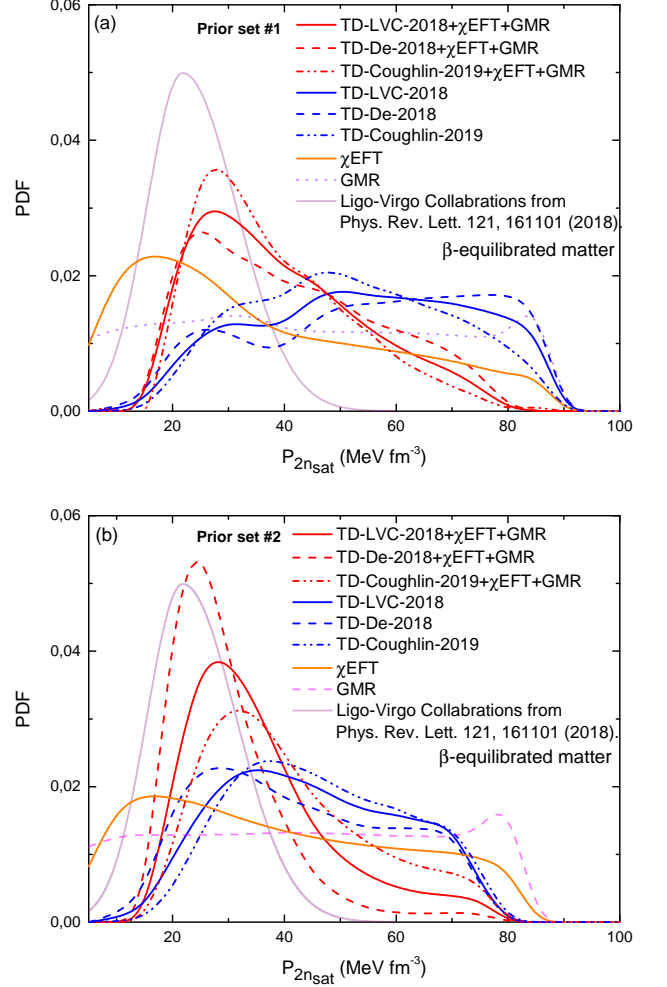 0,06
(a)
Prior set #1
TD-LVC-2018+χEFT+GMR
TD-De-2018+χEFT+GMR
TD-Coughlin-2019+χEFT+GMR
TD-LVC-2018
TD-De-2018
TD-Coughlin-2019
χEFT
GMR
Ligo-Virgo Collabrations from
Phys. Rev. Lett. 121, 161101 (2018).
β-equilibrated matter
0,04
PDF
0,02
0,00
20 40 60 80 100
P2nsat (MeV fm-3)
0,06
(b)
Prior set #2
TD-LVC-2018+χEFT+GMR
TD-De-2018+χEFT+GMR
TD-Coughlin-2019+χEFT+GMR
TD-LVC-2018
TD-De-2018
TD-Coughlin-2019
χEFT
GMR
Ligo-Virgo Collabrations from
Phys. Rev. Lett. 121, 161101 (2018).
β-equilibrated matter
0,04
PDF
0,02
0,00
20 40 60 80 100
P2nsat (MeV fm-3)